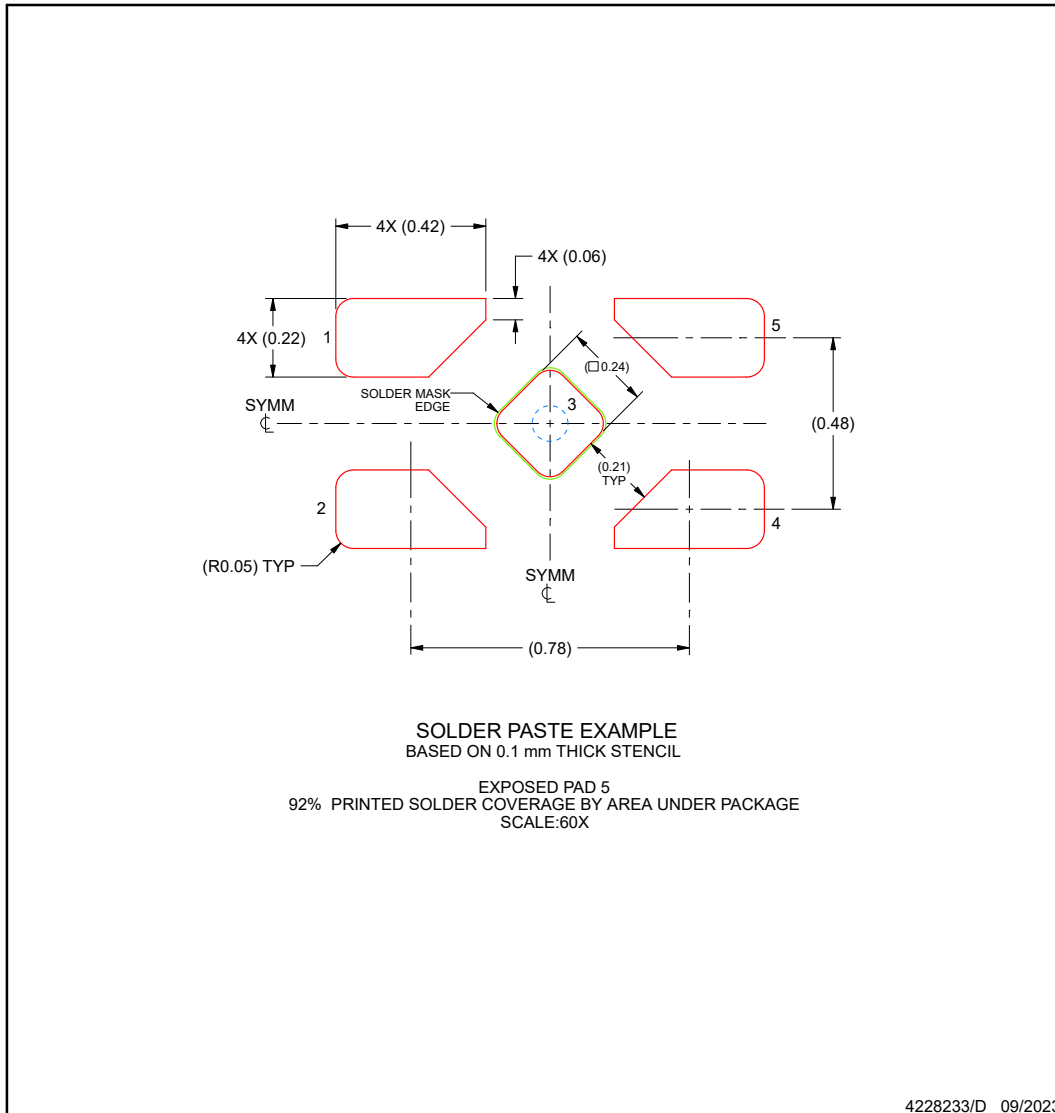 4X (0.42)
4X (0.06)
1
5
4X (0.22)
(□0.24)
SOLDER MASK
EDGE
3
SYMM
℄
(0.48)
(0.21)
TYP
2
4
(R0.05) TYP
SYMM
℄
(0.78)
SOLDER PASTE EXAMPLE
BASED ON 0.1 mm THICK STENCIL
EXPOSED PAD 5
92% PRINTED SOLDER COVERAGE BY AREA UNDER PACKAGE
SCALE:60X
4228233/D 09/2023